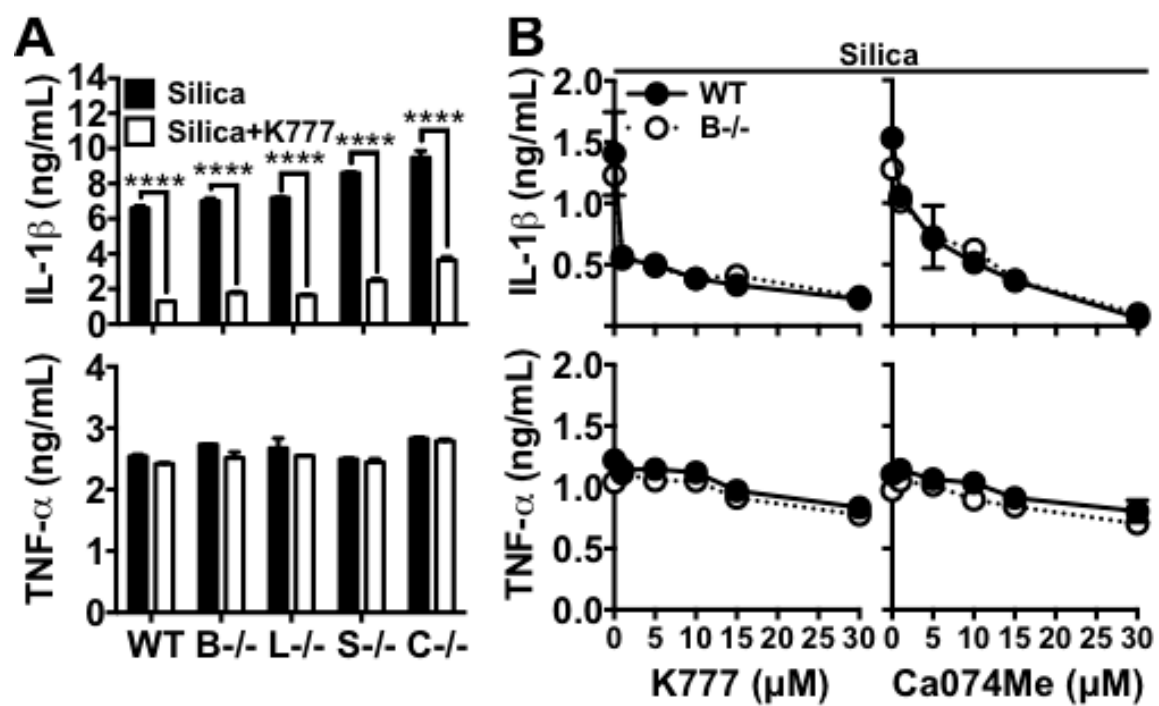 A
IL-1β (ng/mL)
14
12
10
8
6
4
2
0
Silica
Silica+K777
****
****
****
****
****
TNF-α (ng/mL)
4
3
2
1
0
WT B-/- L-/- S-/- C-/-
B
Silica
IL-1β (ng/mL)
2.0
1.5
1.0
0.5
WT
B-/-
TNF-α (ng/mL)
2.0
1.5
1.0
0.5
0.0
0 5 10 15 20 25 30
K777 (μM)
0 5 10 15 20 25 30
Ca074Me (μM)